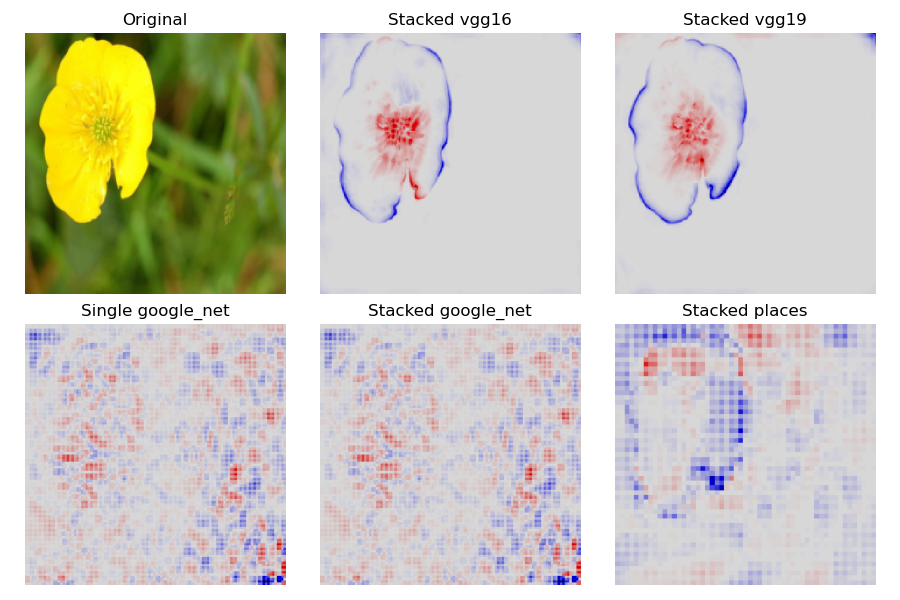 Original
Stacked vgg16
Stacked vgg19
Single google_net
Stacked google_net
Stacked places